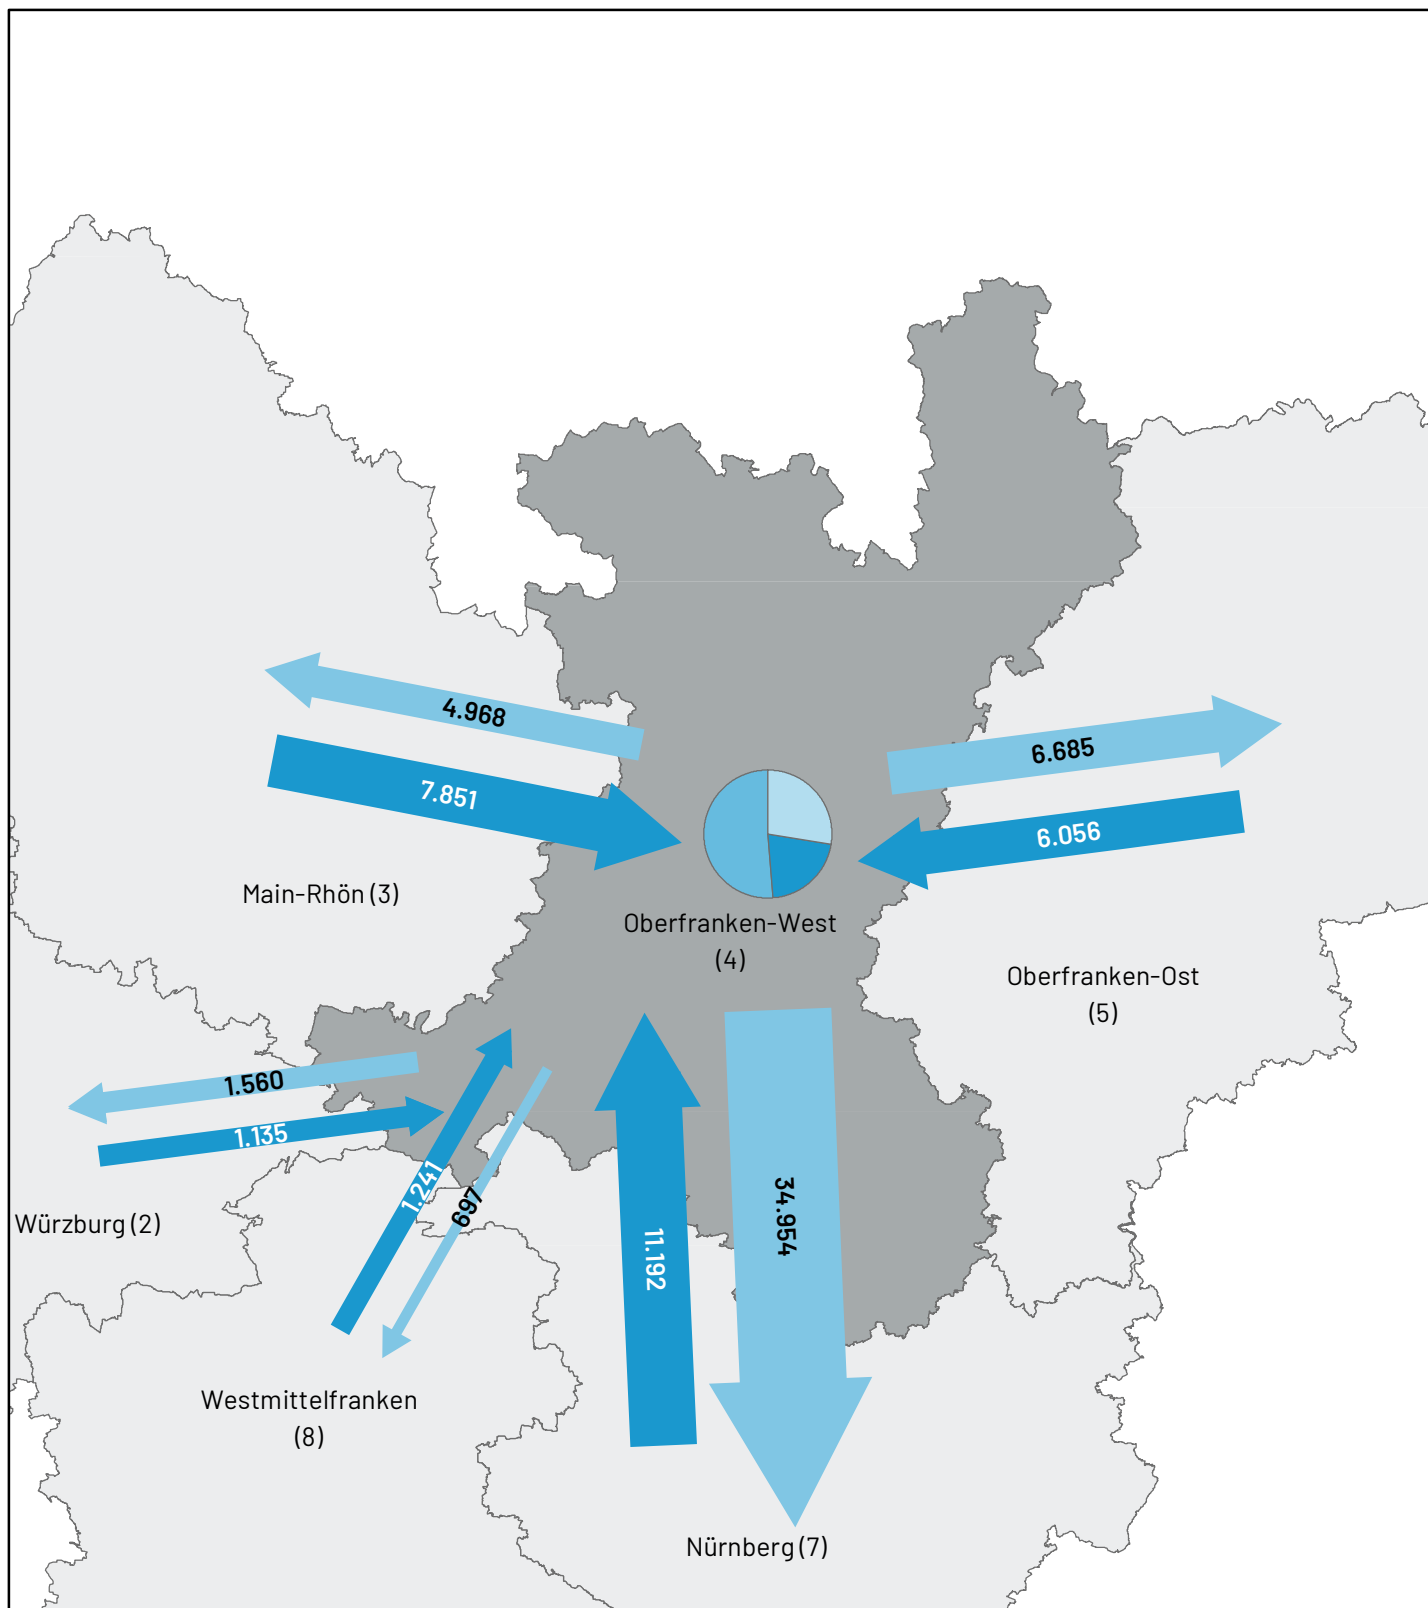 4.968
6.685
7.851
6.056
Main-Rhön (3)
Oberfranken-West
(4)
Oberfranken-Ost
(5)
1.560
1.135
1.241
697
Würzburg (2)
11.192
34.954
Westmittelfranken
(8)
Nürnberg (7)